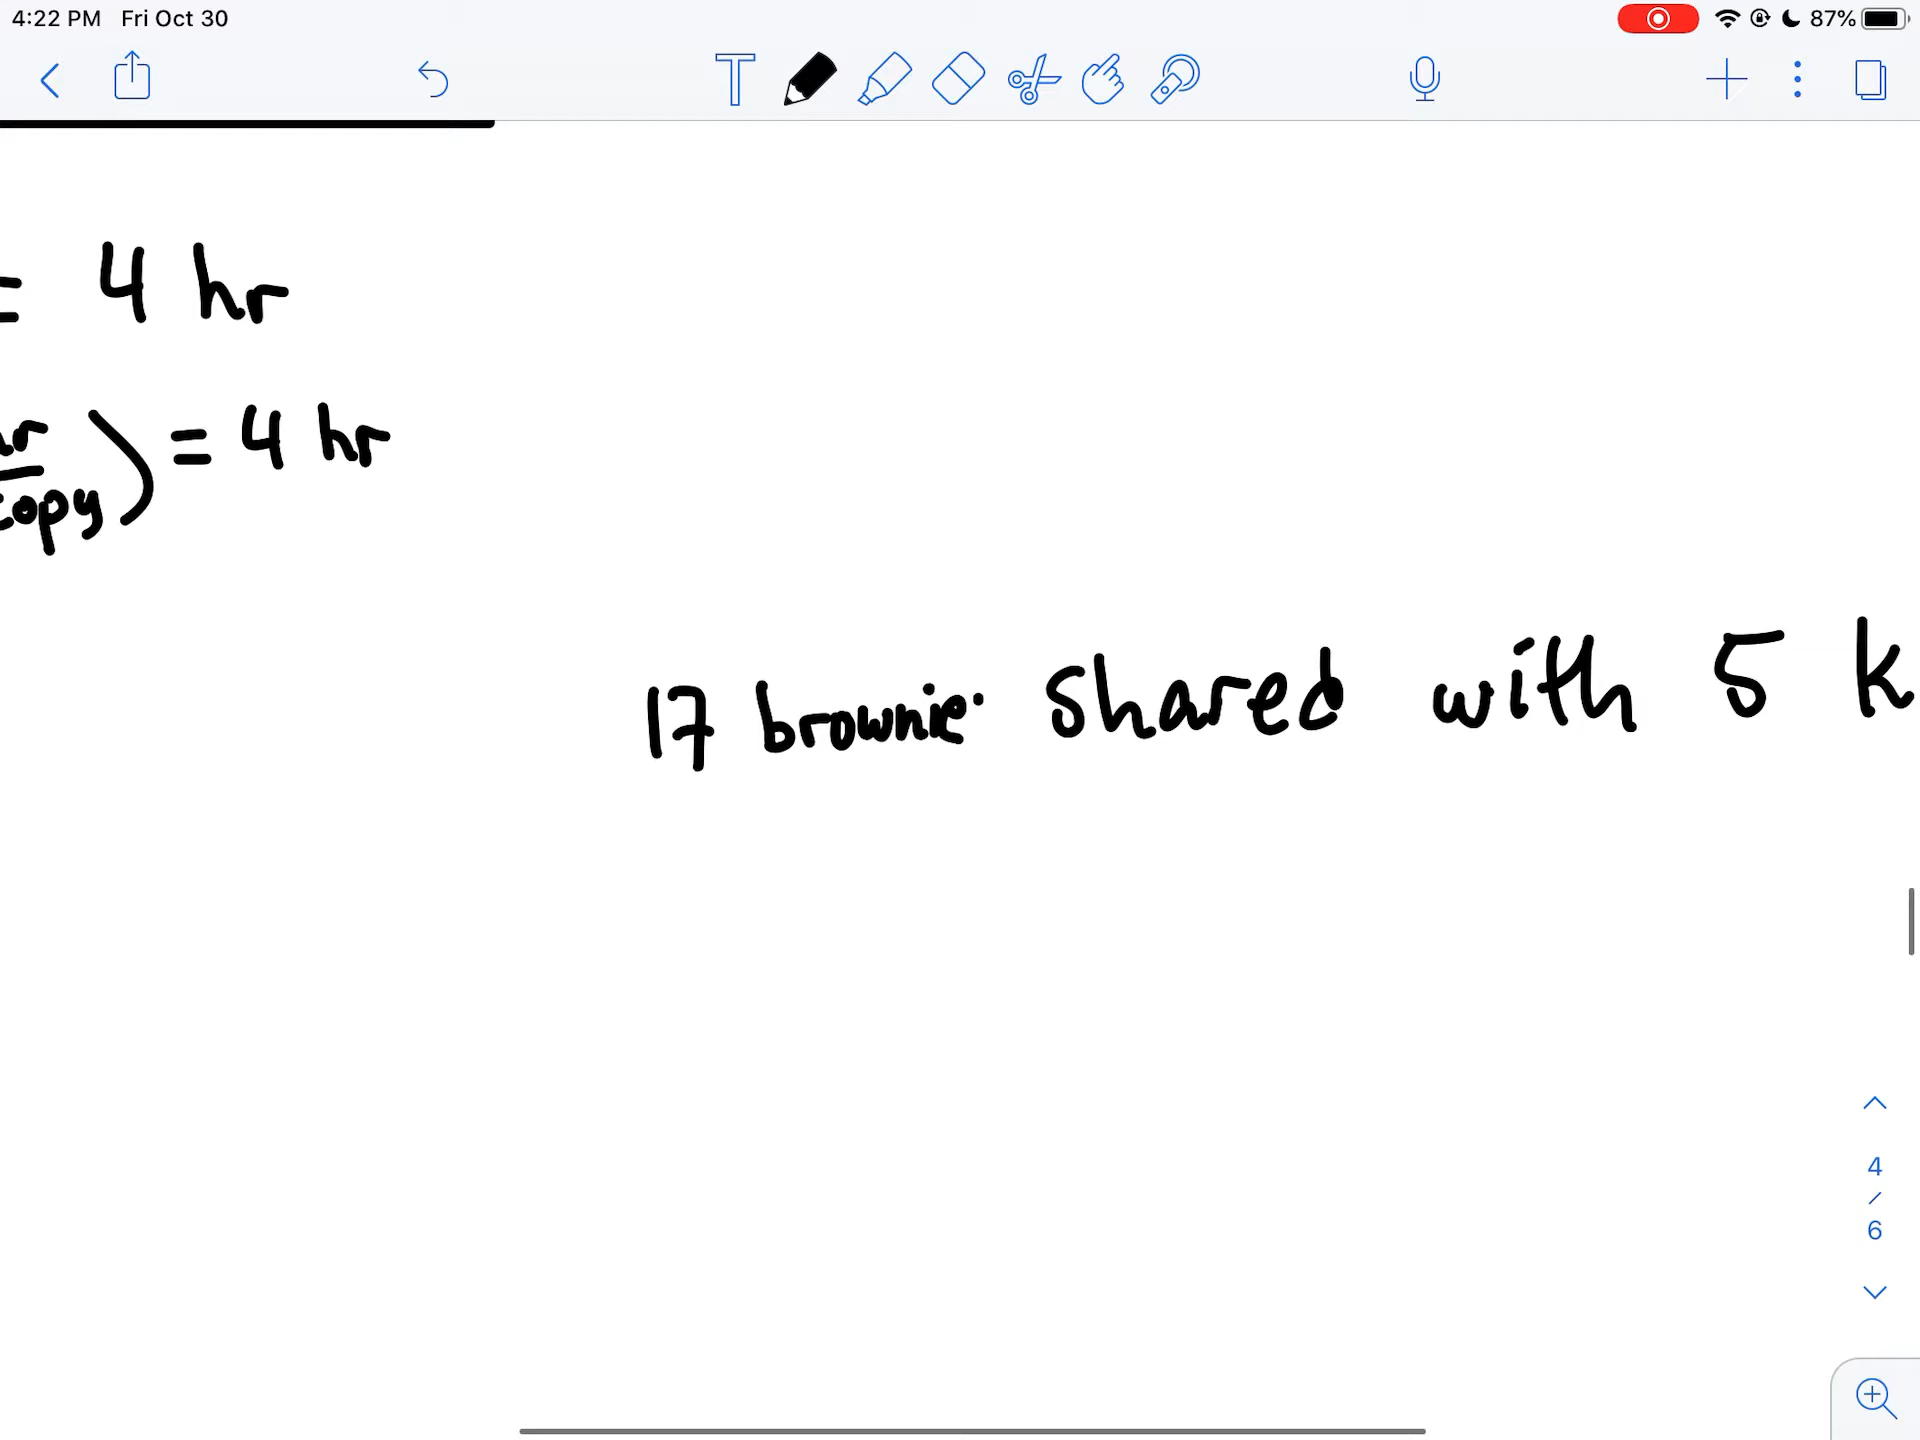 4:22 PM Fri Oct 30 87%
T
= 4 hr
hr ) = 4 hr
copy
17 brownie shared with 5 k
4
/
6